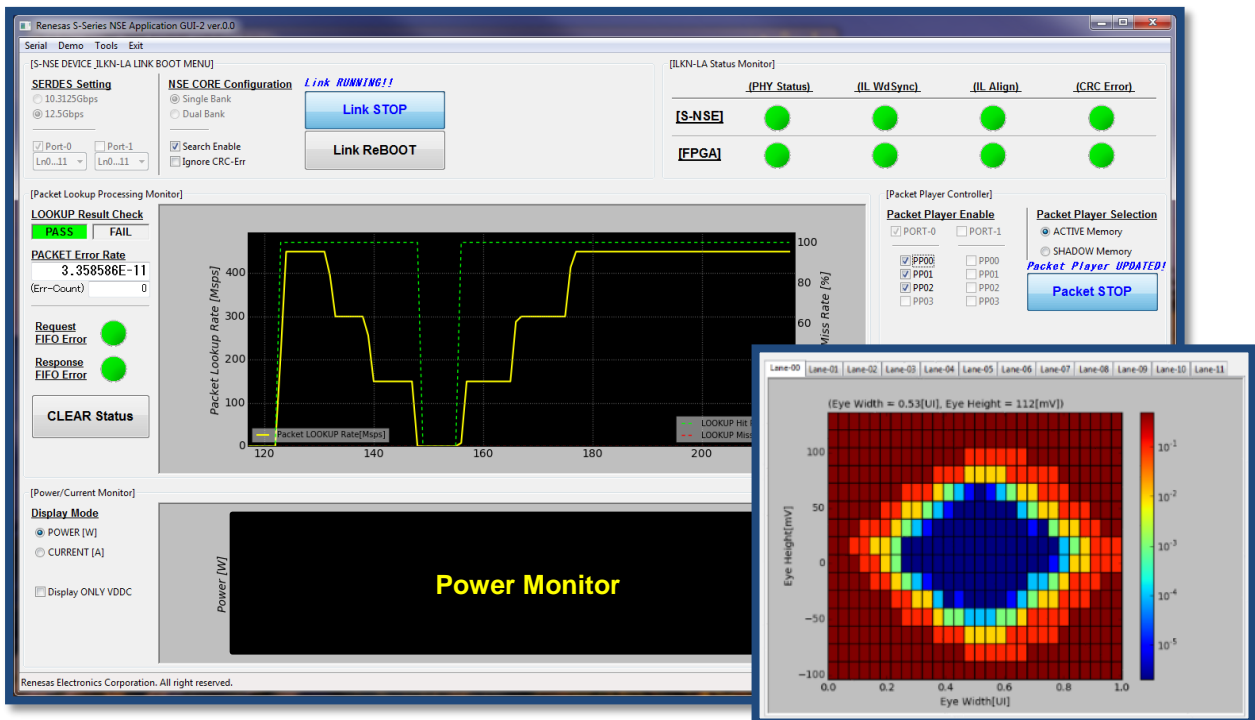 Renesas S-Series NSE Application GUI-2 ver.0.0
Serial Demo Tools Exit
[S-NSE DEVICE ,ILKN-LA LINK BOOT MENU]
SERDES Setting
10.3125Gbps
12.5Gbps
Port-0 Port-1
Ln0...11 Ln0...11
NSE CORE Configuration
Single Bank
Dual Bank
Search Enable
Ignore CRC-Err
Link RUNNING!!
Link STOP
Link ReBOOT
[ILKN-LA Status Monitor]
(PHY Status) (IL WdSync) (IL Align) (CRC Error)
[S-NSE]
[FPGA]
[Packet Lookup Processing Monitor]
LOOKUP Result Check
PASS FAIL
PACKET Error Rate
3.358586E-11
(Err-Count) 0
Request
FIFO Error
Response
FIFO Error
CLEAR Status
Packet Lookup Rate [Msps]
400
300
200
100
0
120 140 160 180 200
100
80
60
Miss Rate [%]
Packet LOOKUP Rate[Msps]
LOOKUP Hit
LOOKUP Miss
[Packet Player Controller]
Packet Player Enable
PORT-0 PORT-1
PP00 PP00
PP01 PP01
PP02 PP02
PP03 PP03
Packet Player Selection
ACTIVE Memory
SHADOW Memory
Packet Player UPDATED!
Packet STOP
[Power/Current Monitor]
Display Mode
POWER [W]
CURRENT [A]
Display ONLY VDDC
Power [W]
Power Monitor
Renesas Electronics Corporation. All right reserved.
Lane-00 Lane-01 Lane-02 Lane-03 Lane-04 Lane-05 Lane-06 Lane-07 Lane-08 Lane-09 Lane-10 Lane-11
(Eye Width = 0.53[UI], Eye Height = 112[mV])
Eye Height[mV]
100
50
0
−50
−100
0.0 0.2 0.4 0.6 0.8 1.0
Eye Width[UI]
10⁻¹
10⁻²
10⁻³
10⁻⁴
10⁻⁵